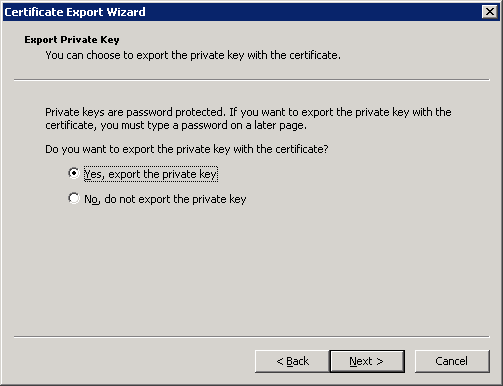 Certificate Export Wizard
Export Private Key
You can choose to export the private key with the certificate.
Private keys are password protected. If you want to export the private key with the
certificate, you must type a password on a later page.
Do you want to export the private key with the certificate?
Yes, export the private key
No, do not export the private key
< Back
Next >
Cancel